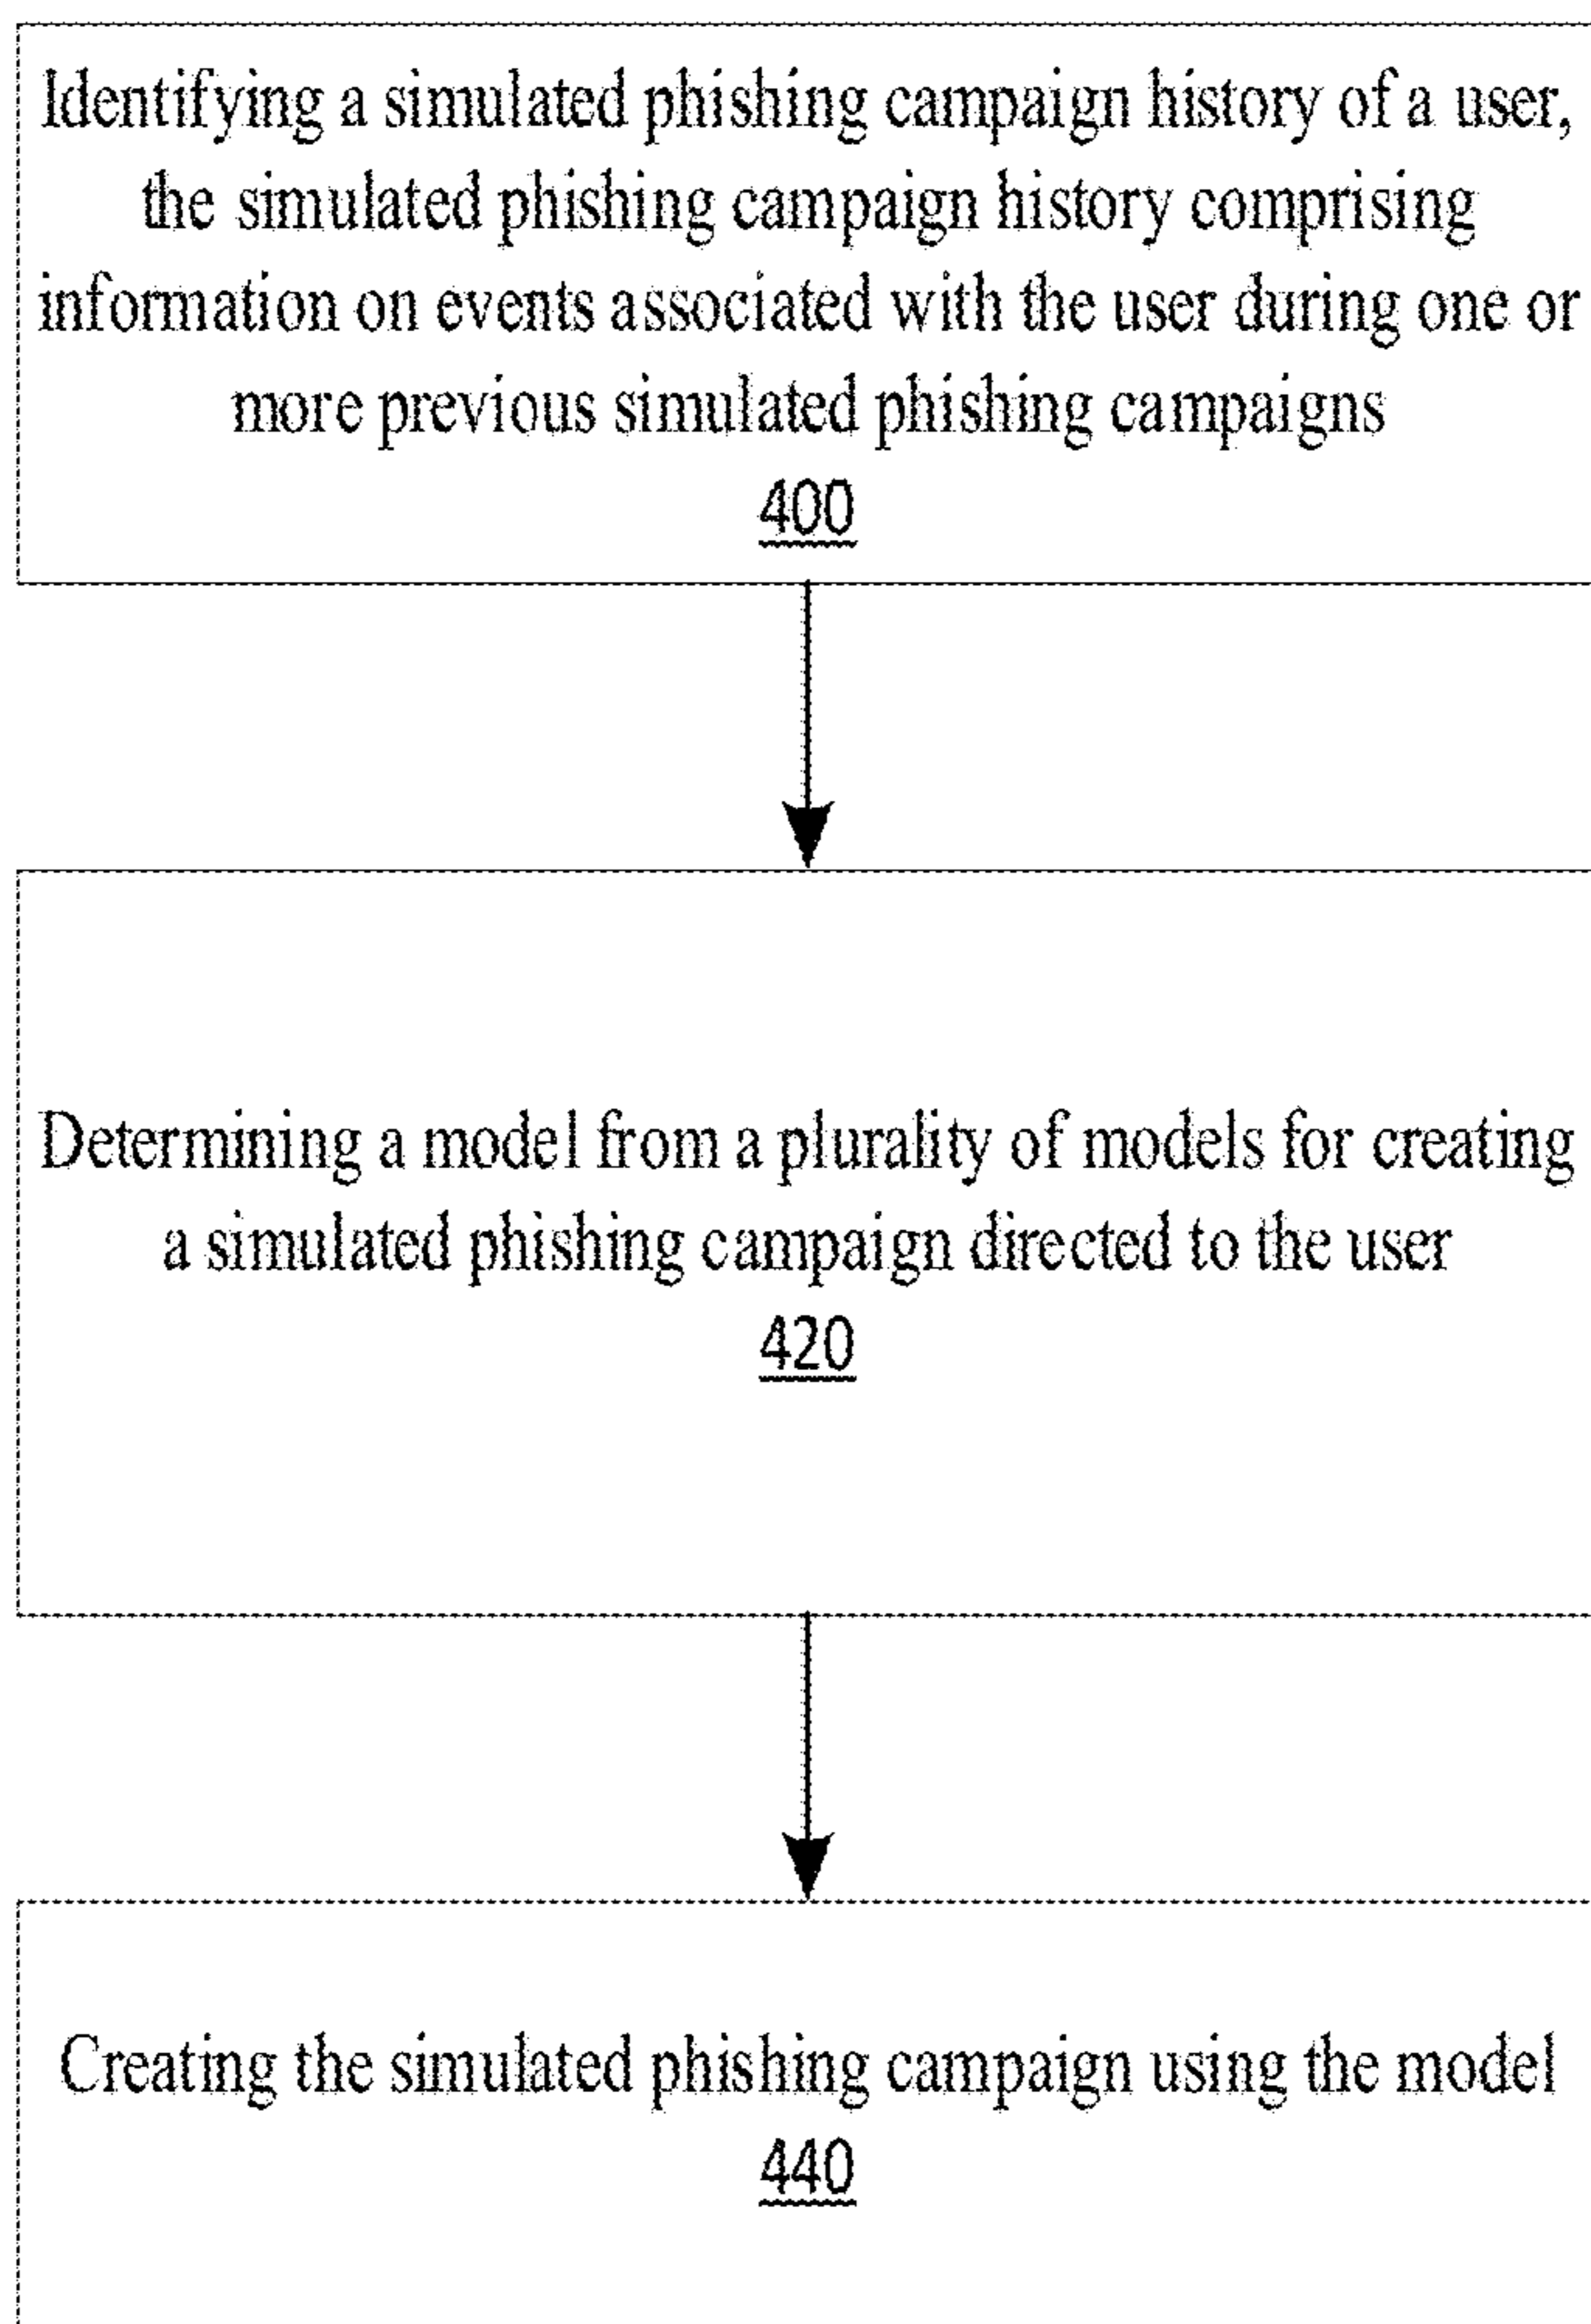 Identifying a simulated phishing campaign history of a user,
the simulated phishing campaign history comprising
information on events associated with the user during one or
more previous simulated phishing campaigns
400
Determining a model from a plurality of models for creating
a simulated phishing campaign directed to the user
420
Creating the simulated phishing campaign using the model
440